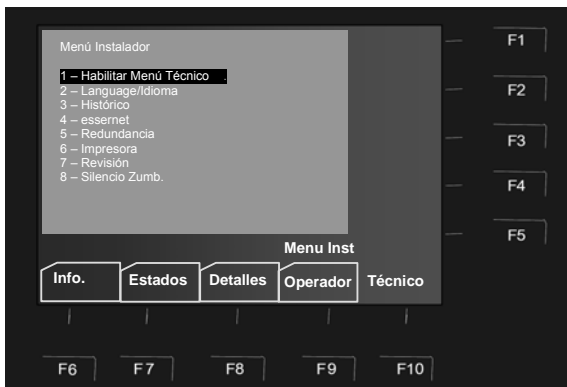 Menú Instalador
1 – Habilitar Menú Técnico .
2 – Language/Idioma
3 – Histórico
4 – essernet
5 – Redundancia
6 – Impresora
7 – Revisión
8 – Silencio Zumb.
Menu Inst
Info. Estados Detalles Operador Técnico
F1
F2
F3
F4
F5
F6 F7 F8 F9 F10